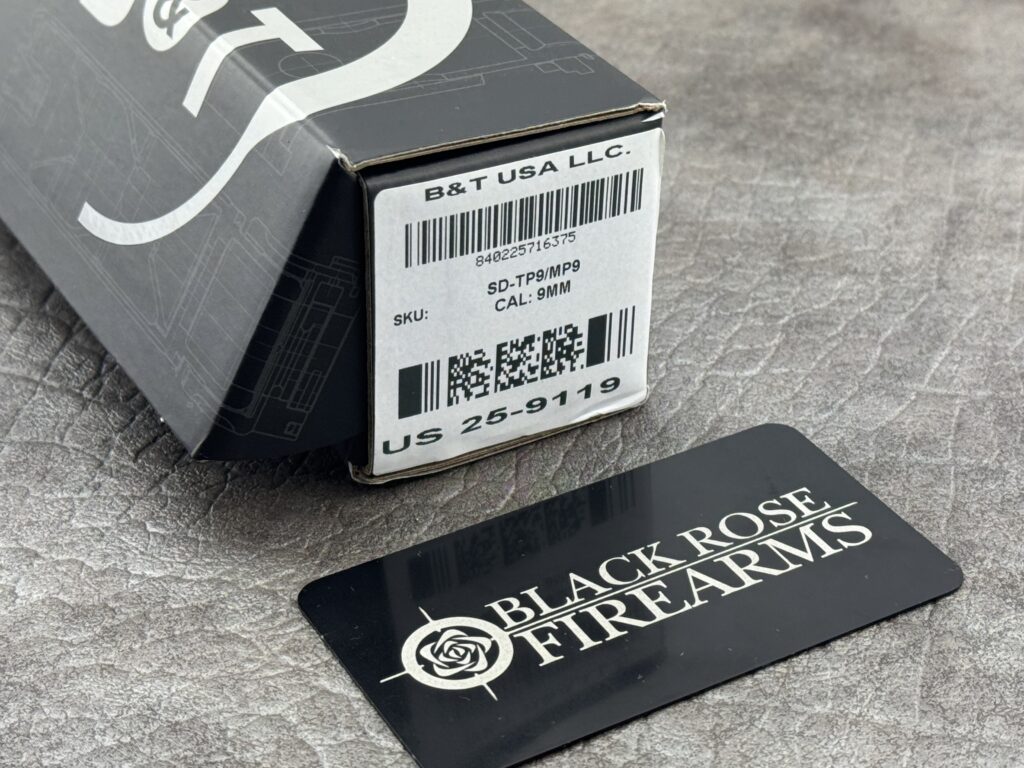 &T
B&T USA LLC.
840225716375
SD-TP9/MP9
CAL: 9MM
SKU:
US 25-9119
BLACK ROSE
FIREARMS